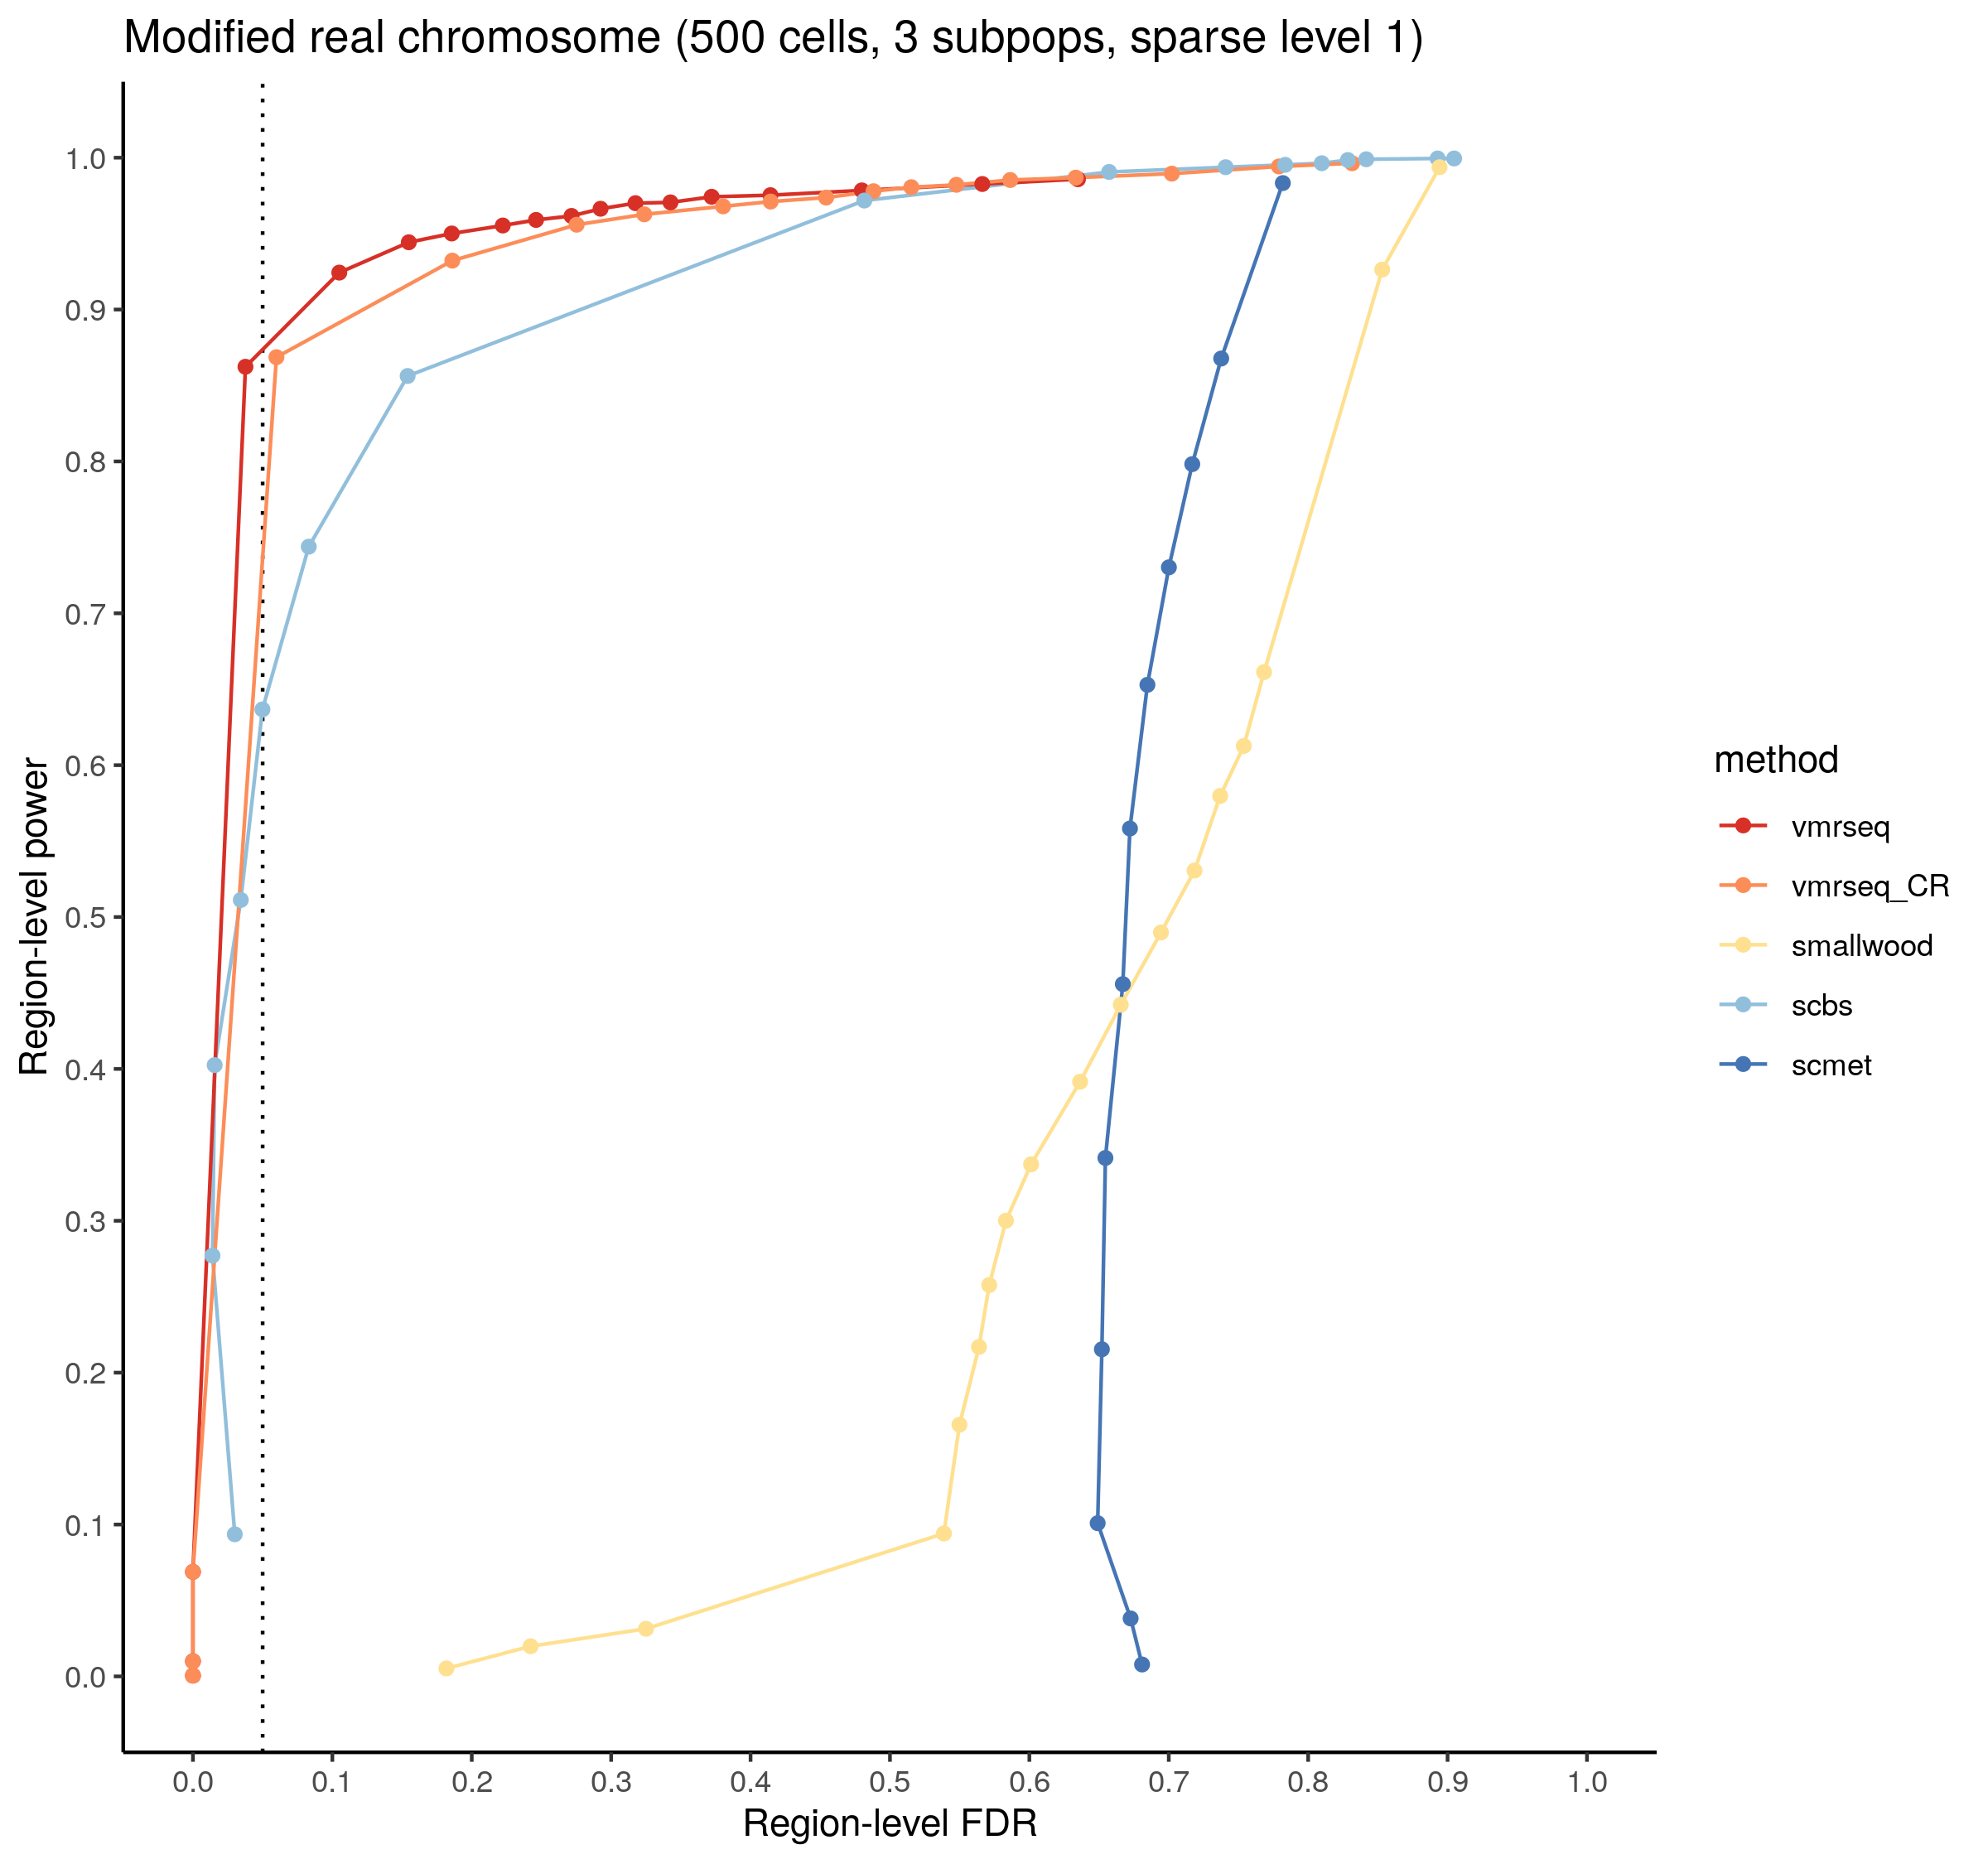 Modified real chromosome (500 cells, 3 subpops, sparse level 1)
Region-level power
1.0
0.9
0.8
0.7
0.6
0.5
0.4
0.3
0.2
0.1
0.0
0.0 0.1 0.2 0.3 0.4 0.5 0.6 0.7 0.8 0.9 1.0
Region-level FDR
method
vmrseq
vmrseq_CR
smallwood
scbs
scmet